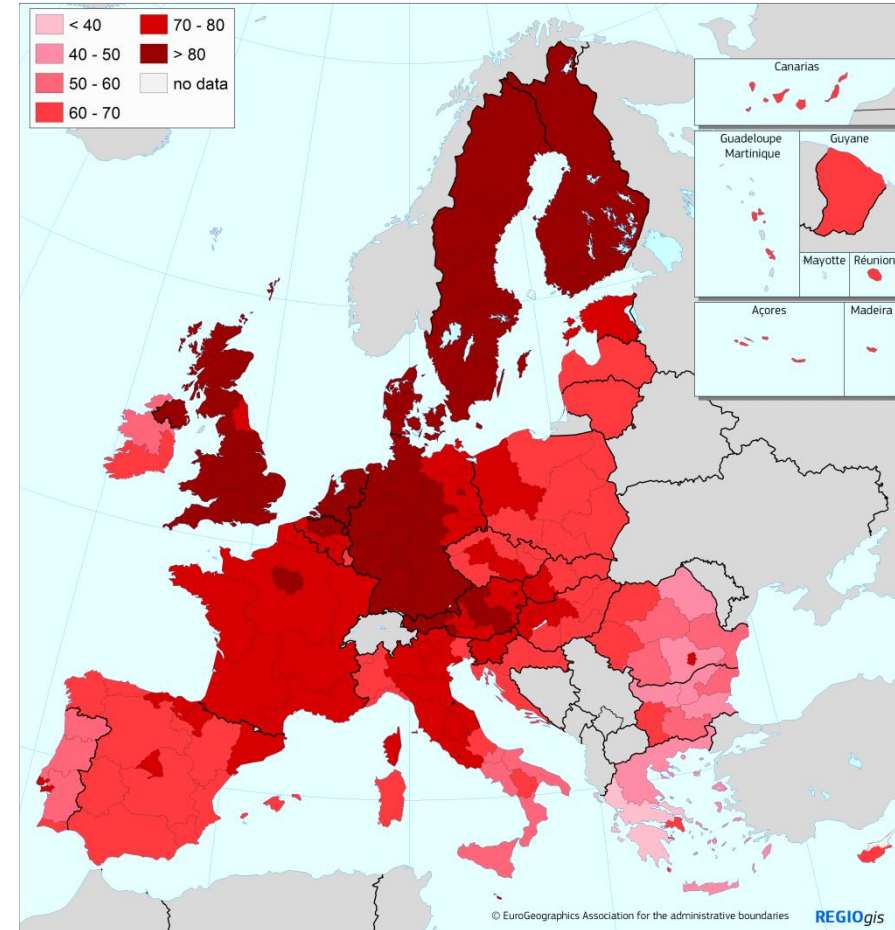 < 40
70 - 80
40 - 50
> 80
50 - 60
no data
60 - 70
Canarias
Guadeloupe
Martinique
Guyane
Mayotte
Réunion
Açores
Madeira
© EuroGeographics Association for the administrative boundaries
REGIOgis